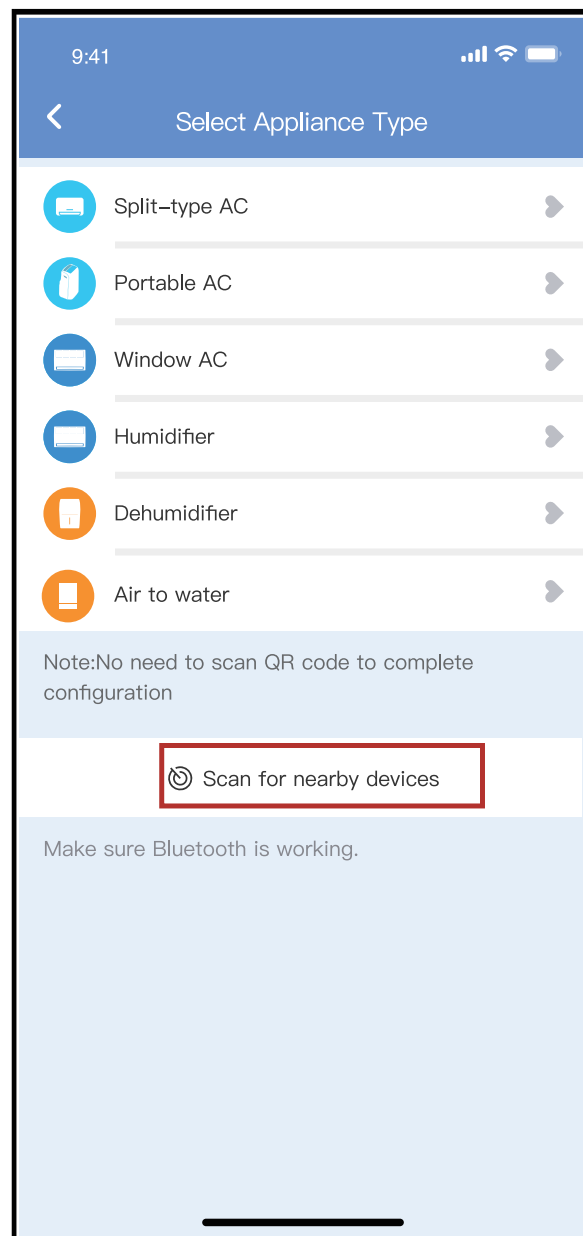 9:41
Select Appliance Type
Split-type AC
Portable AC
Window AC
Humidifier
Dehumidifier
Air to water
Note:No need to scan QR code to complete
configuration
Scan for nearby devices
Make sure Bluetooth is working.